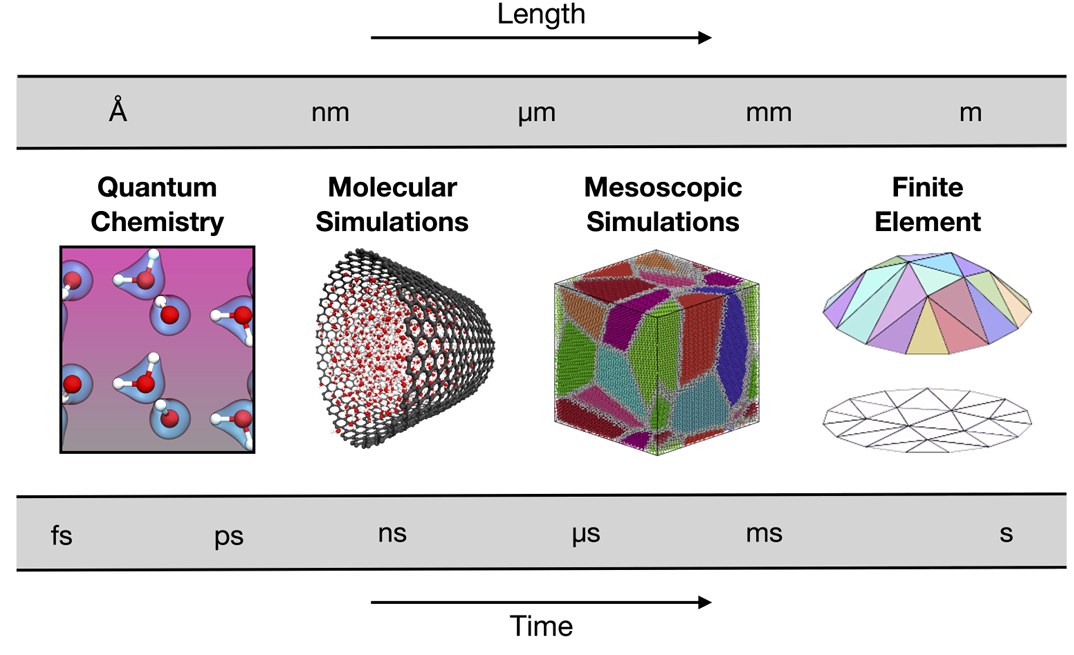 Length
Å nm μm mm m
Quantum
Chemistry
Molecular
Simulations
Mesoscopic
Simulations
Finite
Element
fs ps ns μs ms s
Time